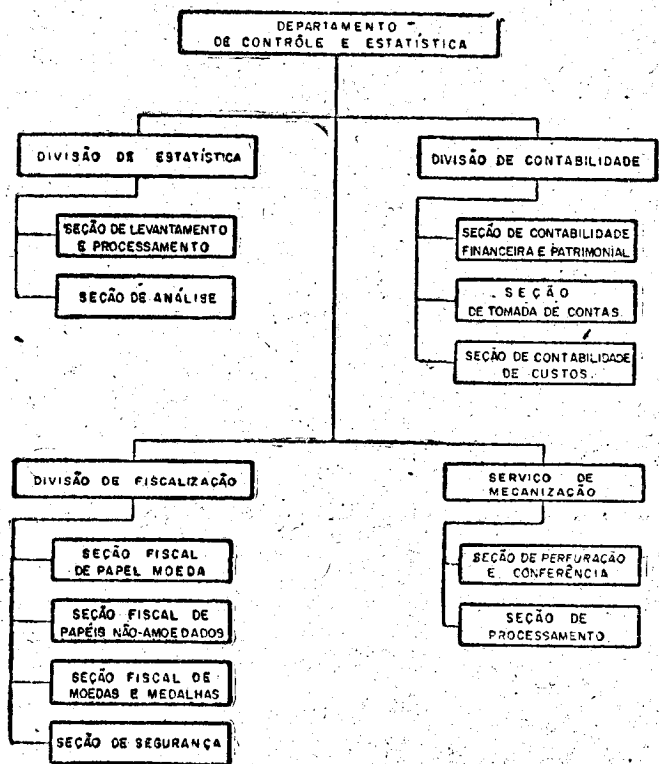 DEPARTAMENTO
DE CONTRÔLE E ESTATÍSTICA
DIVISÃO DE ESTATÍSTICA
SEÇÃO DE LEVANTAMENTO
E PROCESSAMENTO
SEÇÃO DE ANÁLISE
DIVISÃO DE CONTABILIDADE
SEÇÃO DE CONTABILIDADE
FINANCEIRA E PATRIMONIAL
SEÇÃO
DE TOMADA DE CONTAS
SEÇÃO DE CONTABILIDADE
DE CUSTOS
DIVISÃO DE FISCALIZAÇÃO
SEÇÃO FISCAL
DE PAPEL MOEDA
SEÇÃO FISCAL DE
PAPÉIS NÃO-AMOEDADOS
SEÇÃO FISCAL DE
MOEDAS E MEDALHAS
SEÇÃO DE SEGURANÇA
SERVIÇO DE
MECANIZAÇÃO
SEÇÃO DE PERFURAÇÃO
E CONFERÊNCIA
SEÇÃO DE
PROCESSAMENTO